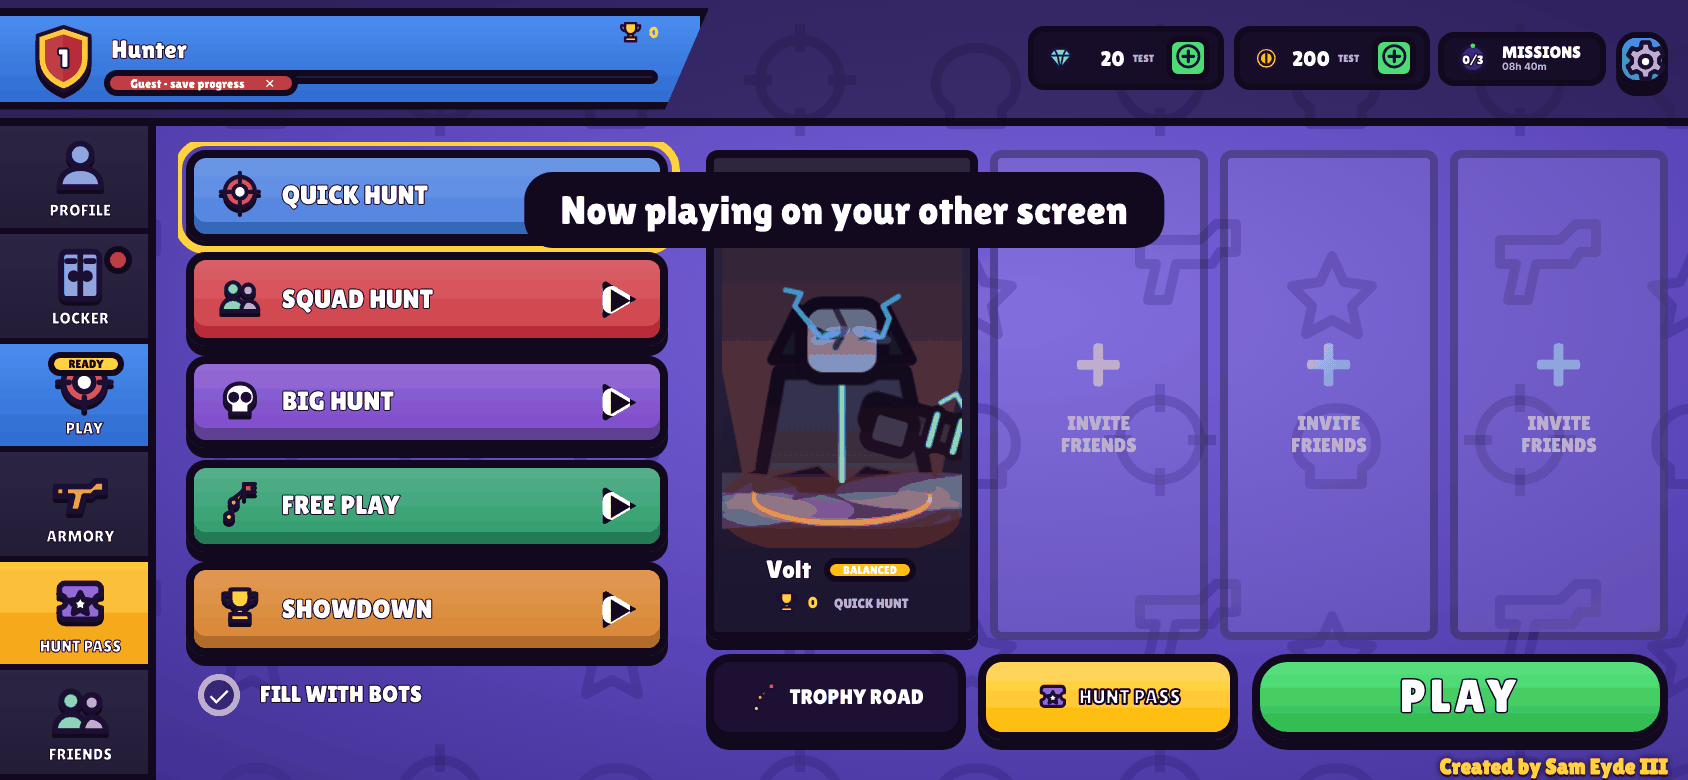 1
Hunter
0
Guest - save progress ×
20 TEST
200 TEST
0/3
MISSIONS
08h 40m
PROFILE
LOCKER
READY
PLAY
ARMORY
HUNT PASS
FRIENDS
QUICK HUNT
Now playing on your other screen
SQUAD HUNT
BIG HUNT
FREE PLAY
SHOWDOWN
FILL WITH BOTS
Volt BALANCED
0 QUICK HUNT
INVITE
FRIENDS
INVITE
FRIENDS
INVITE
FRIENDS
TROPHY ROAD
HUNT PASS
PLAY
Created by Sam Eyde III